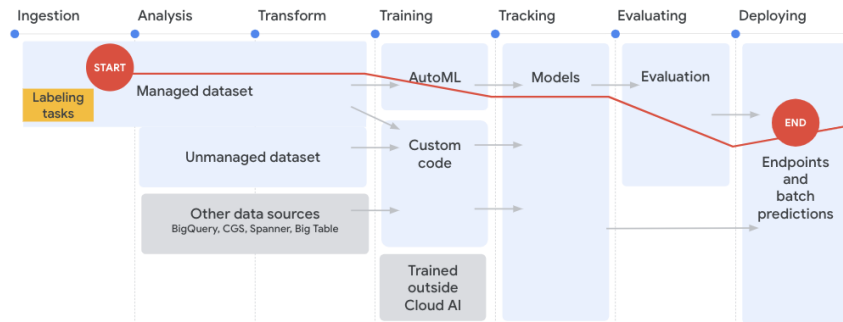 Ingestion
Analysis
Transform
Training
Tracking
Evaluating
Deploying
START
Labeling
tasks
Managed dataset
AutoML
Models
Evaluation
END
Custom
code
Unmanaged dataset
Endpoints
and
batch
predictions
Other data sources
BigQuery, CGS, Spanner, Big Table
Trained
outside
Cloud AI